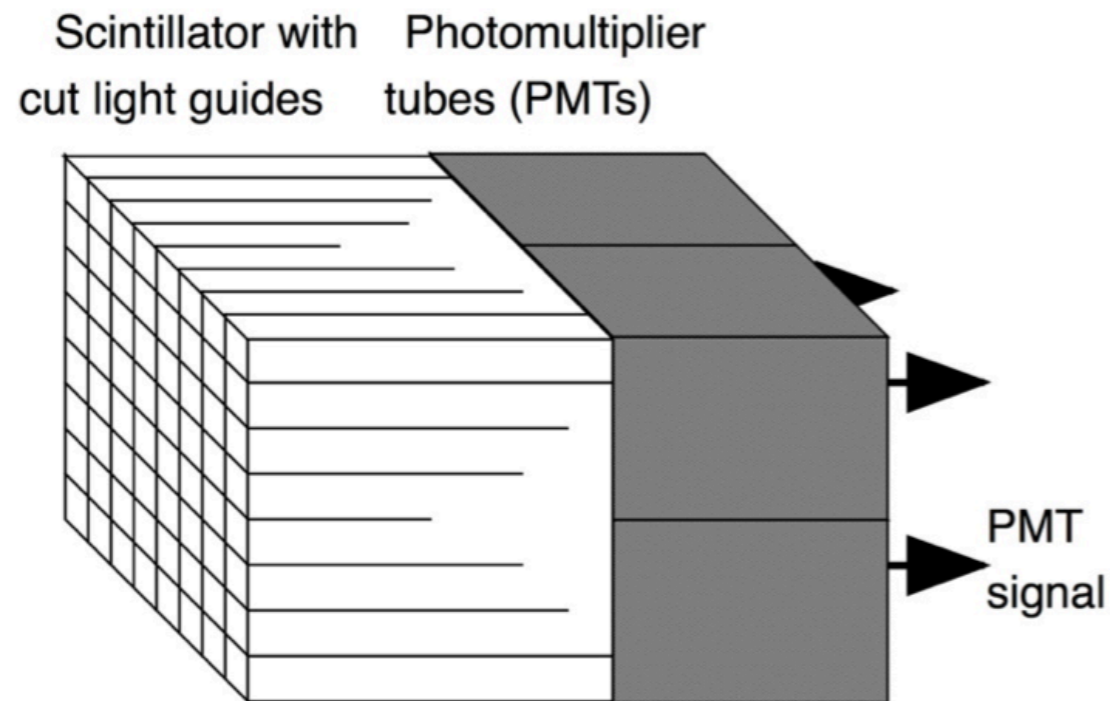 Scintillator with
cut light guides
Photomultiplier
tubes (PMTs)
PMT
signal